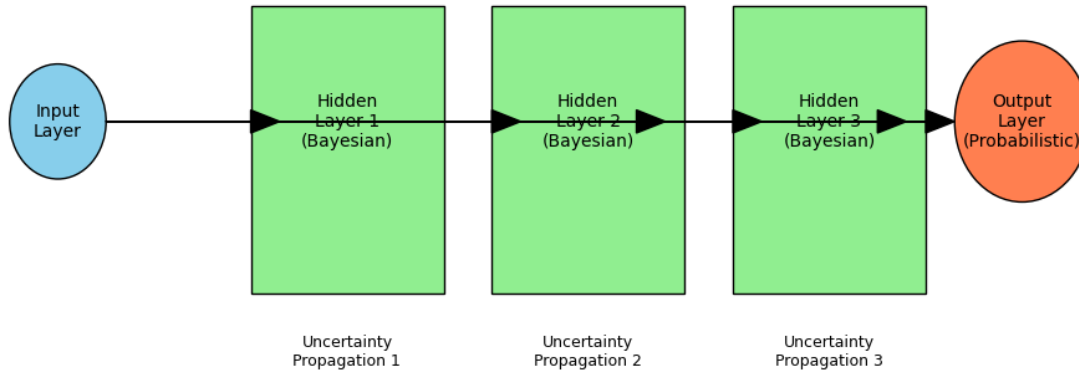 Input
Layer
Hidden
Layer 1
(Bayesian)
Hidden
Layer 2
(Bayesian)
Hidden
Layer 3
(Bayesian)
Output
Layer
(Probabilistic)
Uncertainty
Propagation 1
Uncertainty
Propagation 2
Uncertainty
Propagation 3